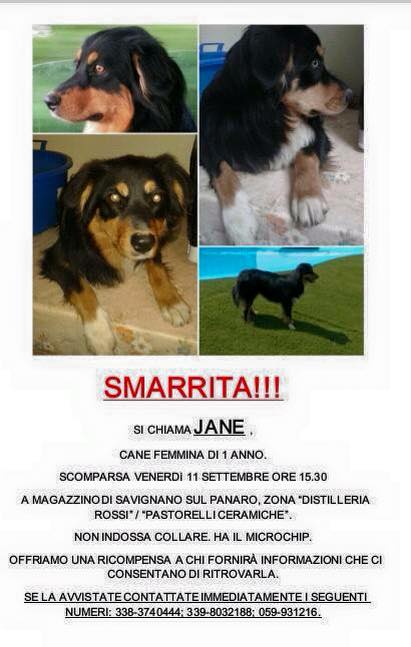 SMARRITA!!!
SI CHIAMA JANE ,
CANE FEMMINA DI 1 ANNO.
SCOMPARSA VENERDÌ 11 SETTEMBRE ORE 15.30
A MAGAZZINO DI SAVIGNANO SUL PANARO, ZONA "DISTILLERIA
ROSSI" / "PASTORELLI CERAMICHE".
NON INDOSSA COLLARE. HA IL MICROCHIP.
OFFRIAMO UNA RICOMPENSA A CHI FORNIRÀ INFORMAZIONI CHE CI
CONSENTANO DI RITROVARLA.
SE LA AVVISTATE CONTATTATE IMMEDIATAMENTE I SEGUENTI
NUMERI: 338-3740444; 339-8032188; 059-931216.